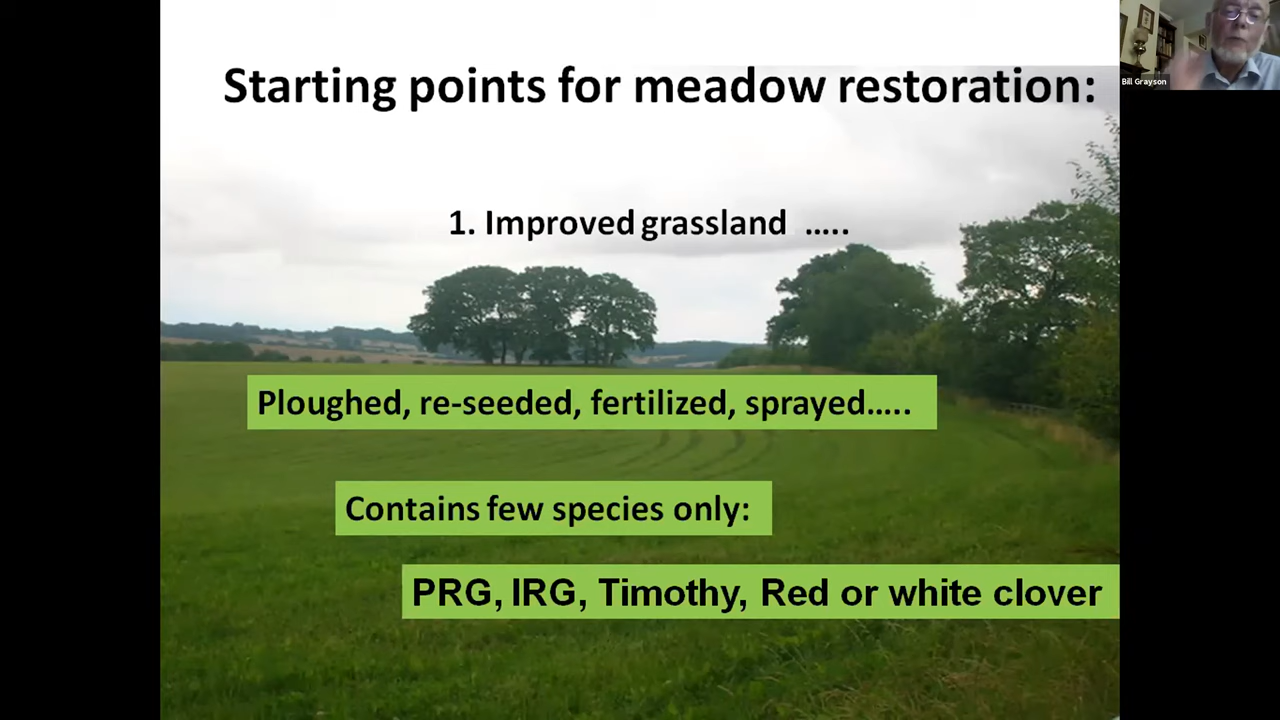 Starting points for meadow restoration:
Bill Grayson
1. Improved grassland …..
Ploughed, re-seeded, fertilized, sprayed…..
Contains few species only:
PRG, IRG, Timothy, Red or white clover